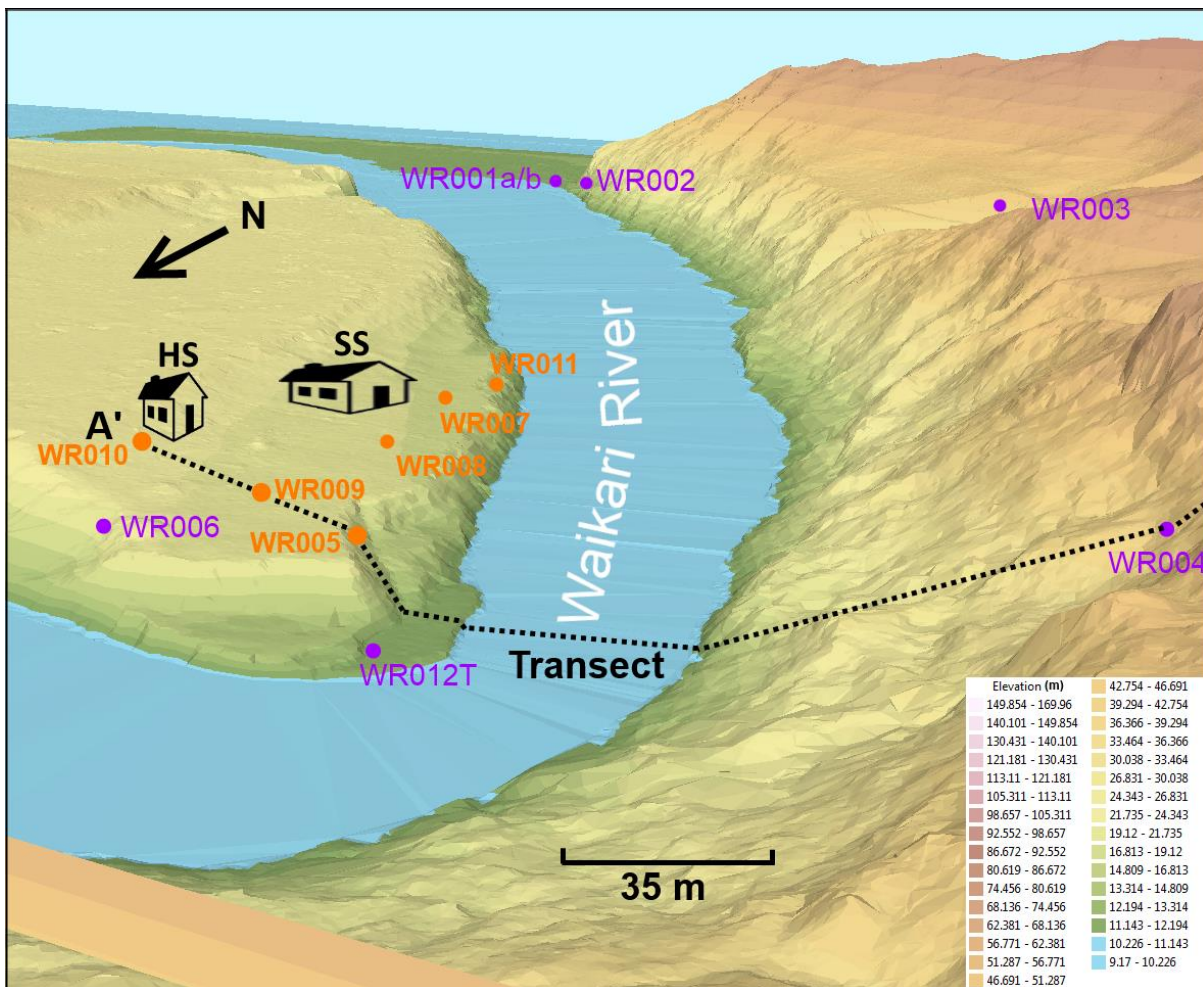 WR001a/b
WR002
WR003
N
HS
SS
WR011
A'
WR007
WR010
WR008
WR009
WR006
WR005
Waikari River
WR004
WR012T
Transect
35 m
Elevation (m)
149.854 - 169.96
140.101 - 149.854
130.431 - 140.101
121.181 - 130.431
113.11 - 121.181
105.311 - 113.11
98.657 - 105.311
92.552 - 98.657
86.672 - 92.552
80.619 - 86.672
74.456 - 80.619
68.136 - 74.456
62.381 - 68.136
56.771 - 62.381
51.287 - 56.771
46.691 - 51.287
42.754 - 46.691
39.294 - 42.754
36.366 - 39.294
33.464 - 36.366
30.038 - 33.464
26.831 - 30.038
24.343 - 26.831
21.735 - 24.343
19.12 - 21.735
16.813 - 19.12
14.809 - 16.813
13.314 - 14.809
12.194 - 13.314
11.143 - 12.194
10.226 - 11.143
9.17 - 10.226